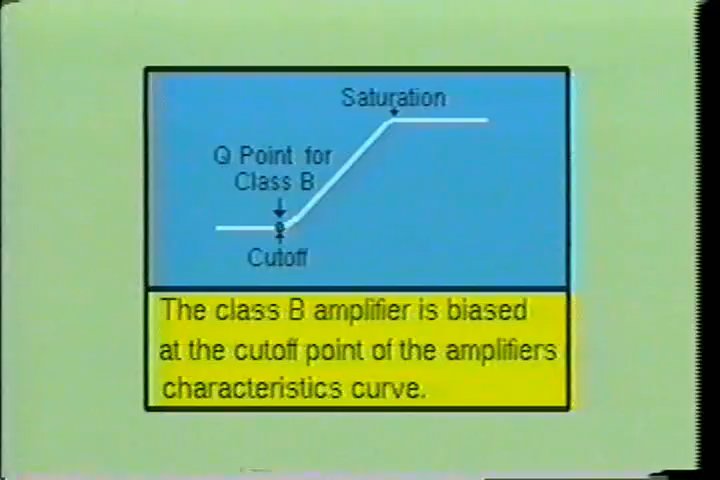 Saturation
Q Point for
Class B
Cutoff
The class B amplifier is biased
at the cutoff point of the amplifiers
characteristics curve.